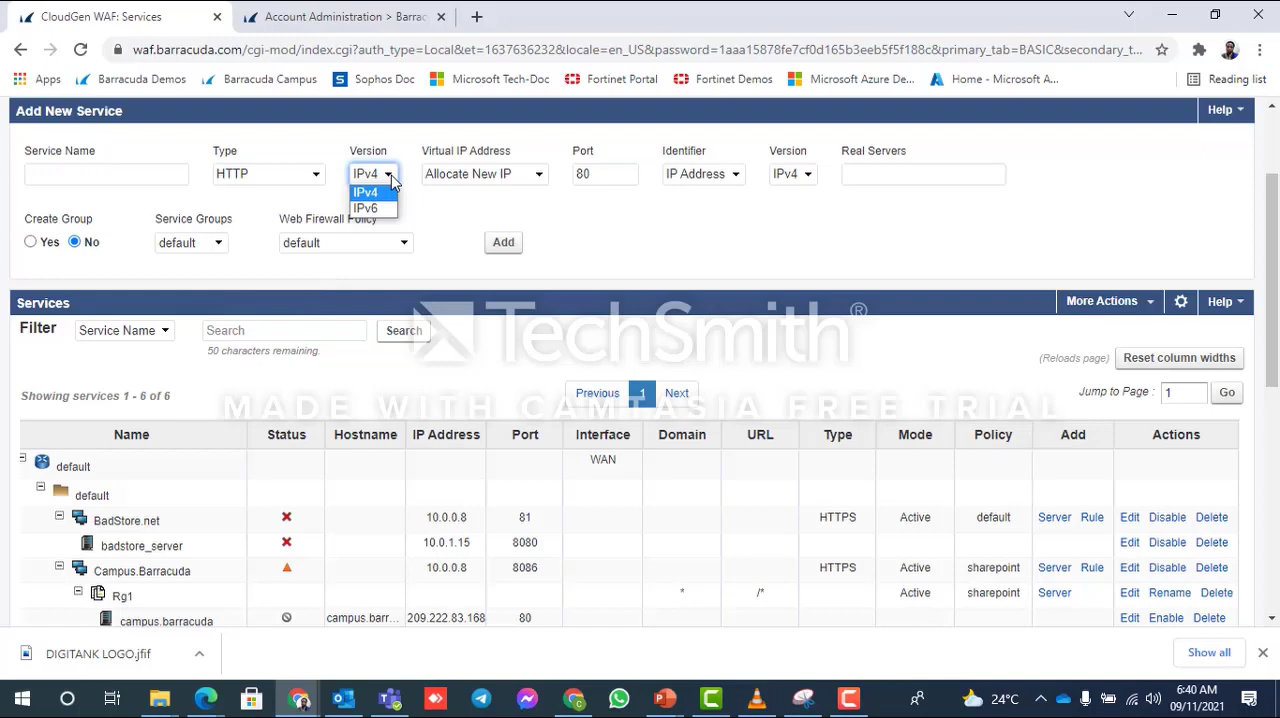 CloudGen WAF: Services
Account Administration > Barrac
waf.barracuda.com/cgi-mod/index.cgi?auth_type=Local&et=1637636232&locale=en_US&password=1aaa15878fe7cf0d165b3eeb5f5f188c&primary_tab=BASIC&secondary_t...
Apps Barracuda Demos Barracuda Campus Sophos Doc Microsoft Tech-Doc Fortinet Portal Fortinet Demos Microsoft Azure De... Home - Microsoft A... Reading list
Add New Service Help
Service Name Type Version Virtual IP Address Port Identifier Version Real Servers
HTTP IPv4 Allocate New IP 80 IP Address IPv4
IPv4
IPv6
Create Group Service Groups Web Firewall Policy
Yes No default default Add
Services More Actions Help
Filter Service Name Search Search
50 characters remaining.
(Reloads page) Reset column widths
TechSmith®
MADE WITH CAMTASIA FREE TRIAL
Showing services 1 - 6 of 6 Previous 1 Next Jump to Page : 1 Go
Name Status Hostname IP Address Port Interface Domain URL Type Mode Policy Add Actions
default WAN
default
BadStore.net 10.0.0.8 81 HTTPS Active default Server Rule Edit Disable Delete
badstore_server 10.0.1.15 8080 Edit Disable Delete
Campus.Barracuda 10.0.0.8 8086 HTTPS Active sharepoint Server Rule Edit Disable Delete
Rg1 * /* Active sharepoint Server Edit Rename Delete
campus.barracuda campus.barr... 209.222.83.168 80 Edit Enable Delete
DIGITANK LOGO.jfif Show all
24°C
6:40 AM
09/11/2021